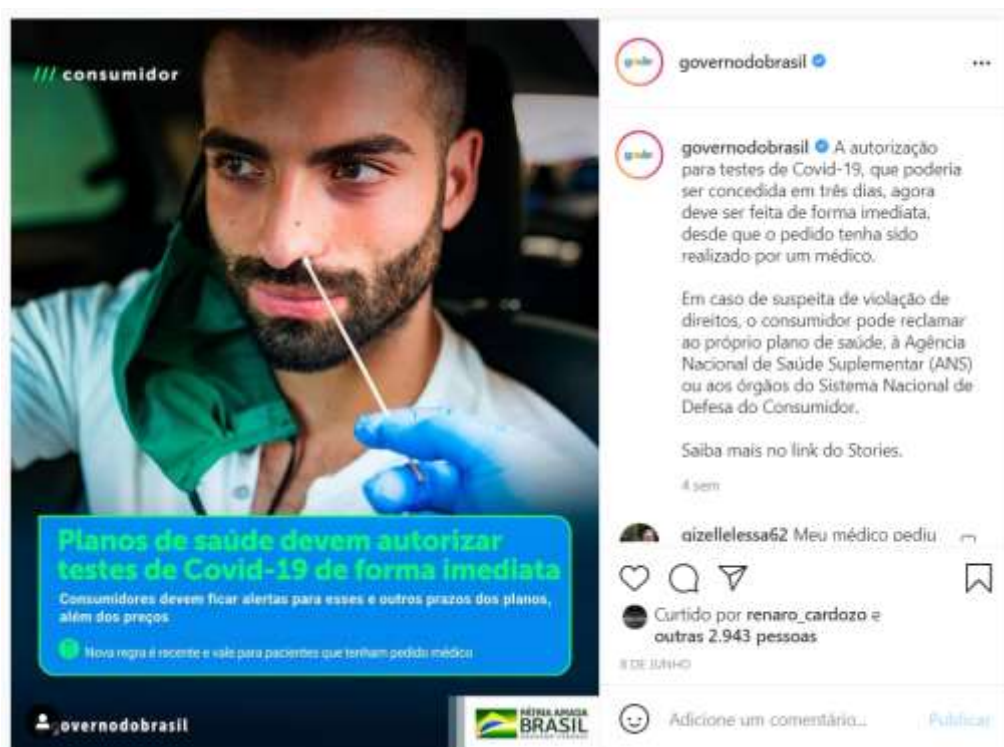 /// consumidor
Planos de saúde devem autorizar
testes de Covid-19 de forma imediata
Consumidores devem ficar alertas para esses e outros prazos dos planos,
além dos preços
Nova regra é recente e vale para pacientes que tenham pedido médico
overnodobrasil
PÁTRIA AMADA
BRASIL
governodobrasil
governodobrasil A autorização
para testes de Covid-19, que poderia
ser concedida em três dias, agora
deve ser feita de forma imediata,
desde que o pedido tenha sido
realizado por um médico.
Em caso de suspeita de violação de
direitos, o consumidor pode reclamar
ao próprio plano de saúde, à Agência
Nacional de Saúde Suplementar (ANS)
ou aos órgãos do Sistema Nacional de
Defesa do Consumidor.
Saiba mais no link do Stories.
4 sem
gizellelessa62 Meu médico pediu
Curtido por renaro_cardozo e
outras 2.943 pessoas
8 DE JUNHO
Adicione um comentário...
Publicar